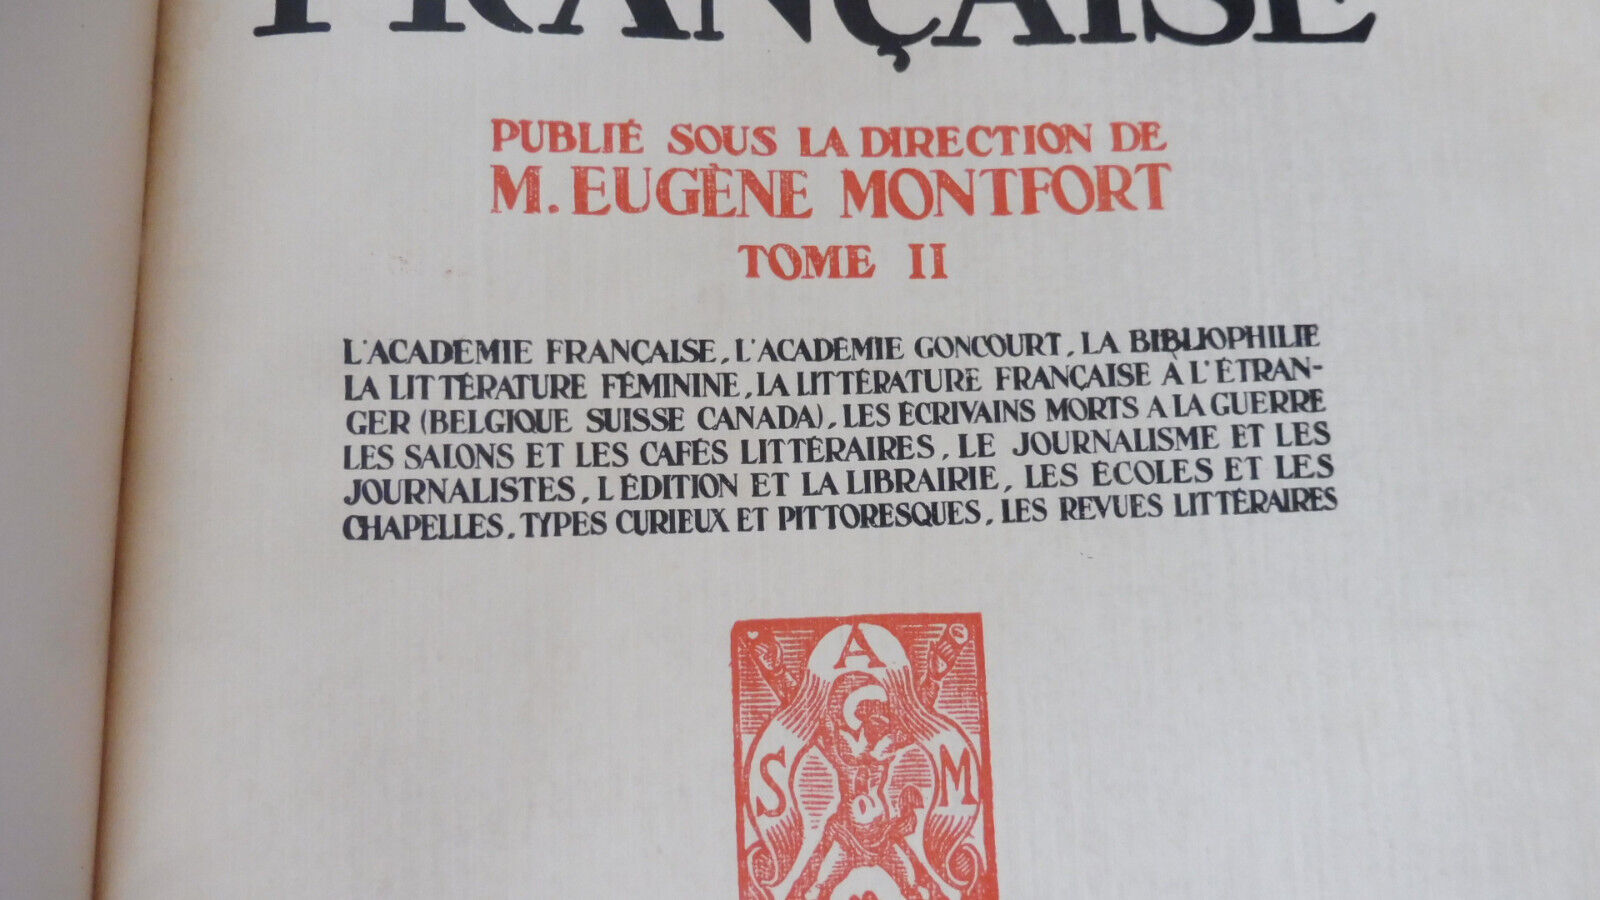 FRANÇAISE
PUBLIÉ SOUS LA DIRECTION DE
M. EUGÈNE MONTFORT
TOME II
L'ACADÉMIE FRANÇAISE, L'ACADÉMIE GONCOURT, LA BIBLIOPHILIE
LA LITTÉRATURE FÉMININE, LA LITTÉRATURE FRANÇAISE À L'ÉTRAN-
GER (BELGIQUE SUISSE CANADA), LES ÉCRIVAINS MORTS A LA GUERRE
LES SALONS ET LES CAFÉS LITTÉRAIRES, LE JOURNALISME ET LES
JOURNALISTES, L'ÉDITION ET LA LIBRAIRIE, LES ÉCOLES ET LES
CHAPELLES, TYPES CURIEUX ET PITTORESQUES, LES REVUES LITTÉRAIRES
A
S M